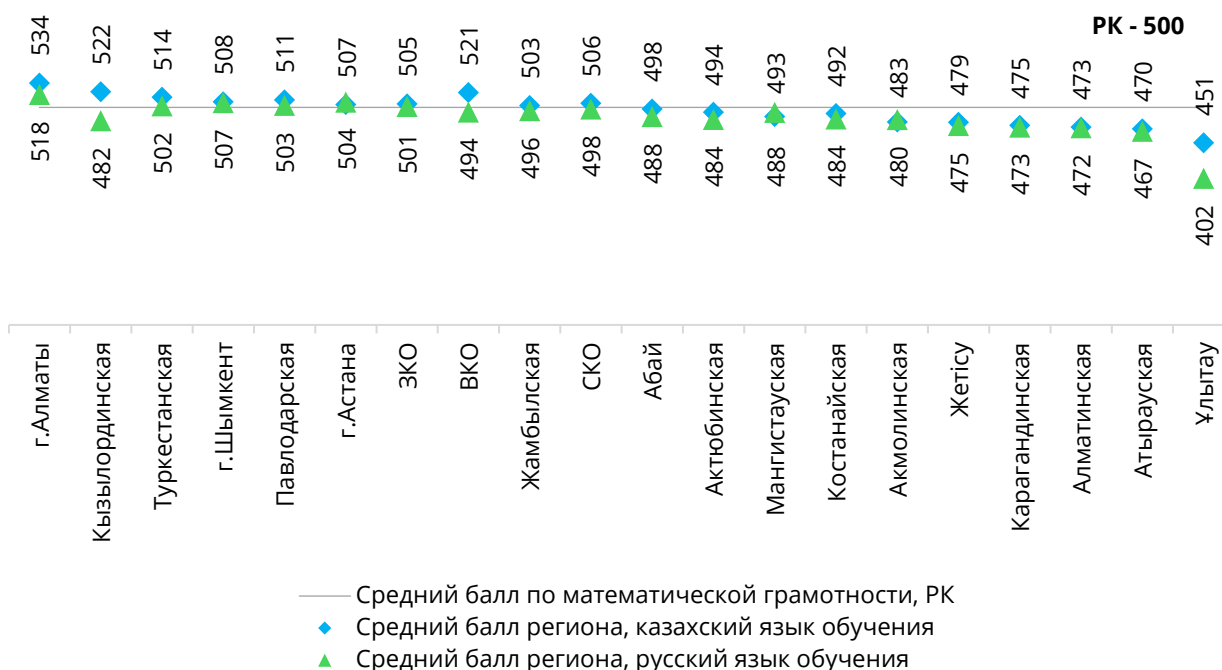 РК - 500
534 522 514 508 511 507 505 521 503 506 498 494 493 492 483 479 475 473 470 451
518 482 502 507 503 504 501 494 496 498 488 484 488 484 480 475 473 472 467 402
г.Алматы
Кызылординская
Туркестанская
г.Шымкент
Павлодарская
г.Астана
ЗКО
ВКО
Жамбылская
СКО
Абай
Актюбинская
Мангистауская
Костанайская
Акмолинская
Жетісу
Карагандинская
Алматинская
Атырауская
Ұлытау
Средний балл по математической грамотности, РК
Средний балл региона, казахский язык обучения
Средний балл региона, русский язык обучения